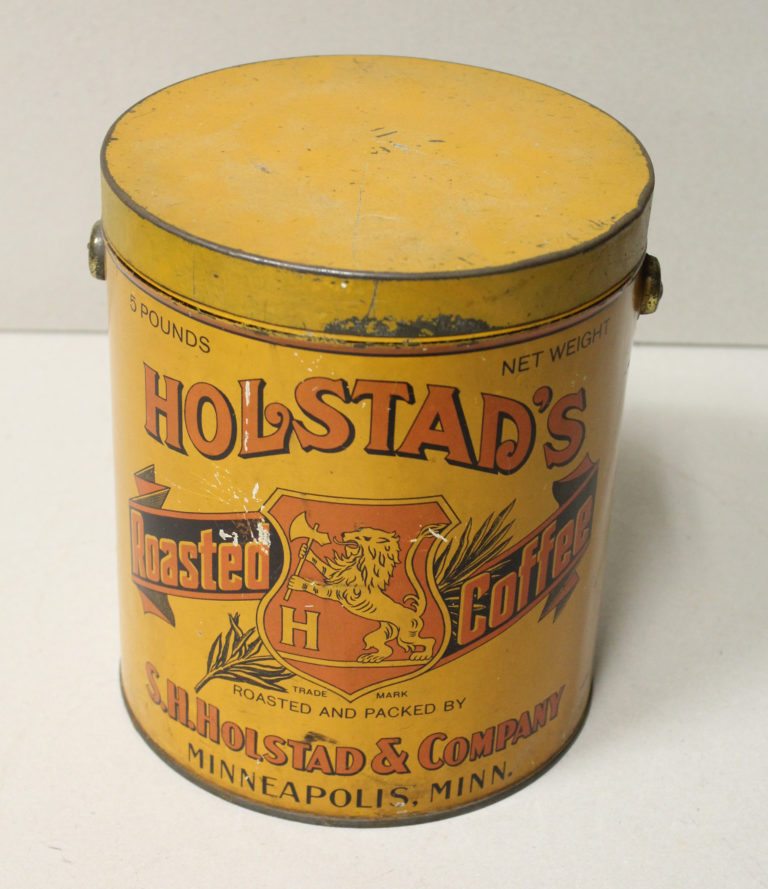 5 POUNDS
NET WEIGHT
HOLSTAD'S
Roasted
Coffee
H
TRADE MARK
ROASTED AND PACKED BY
S.H.HOLSTAD & COMPANY
MINNEAPOLIS, MINN.